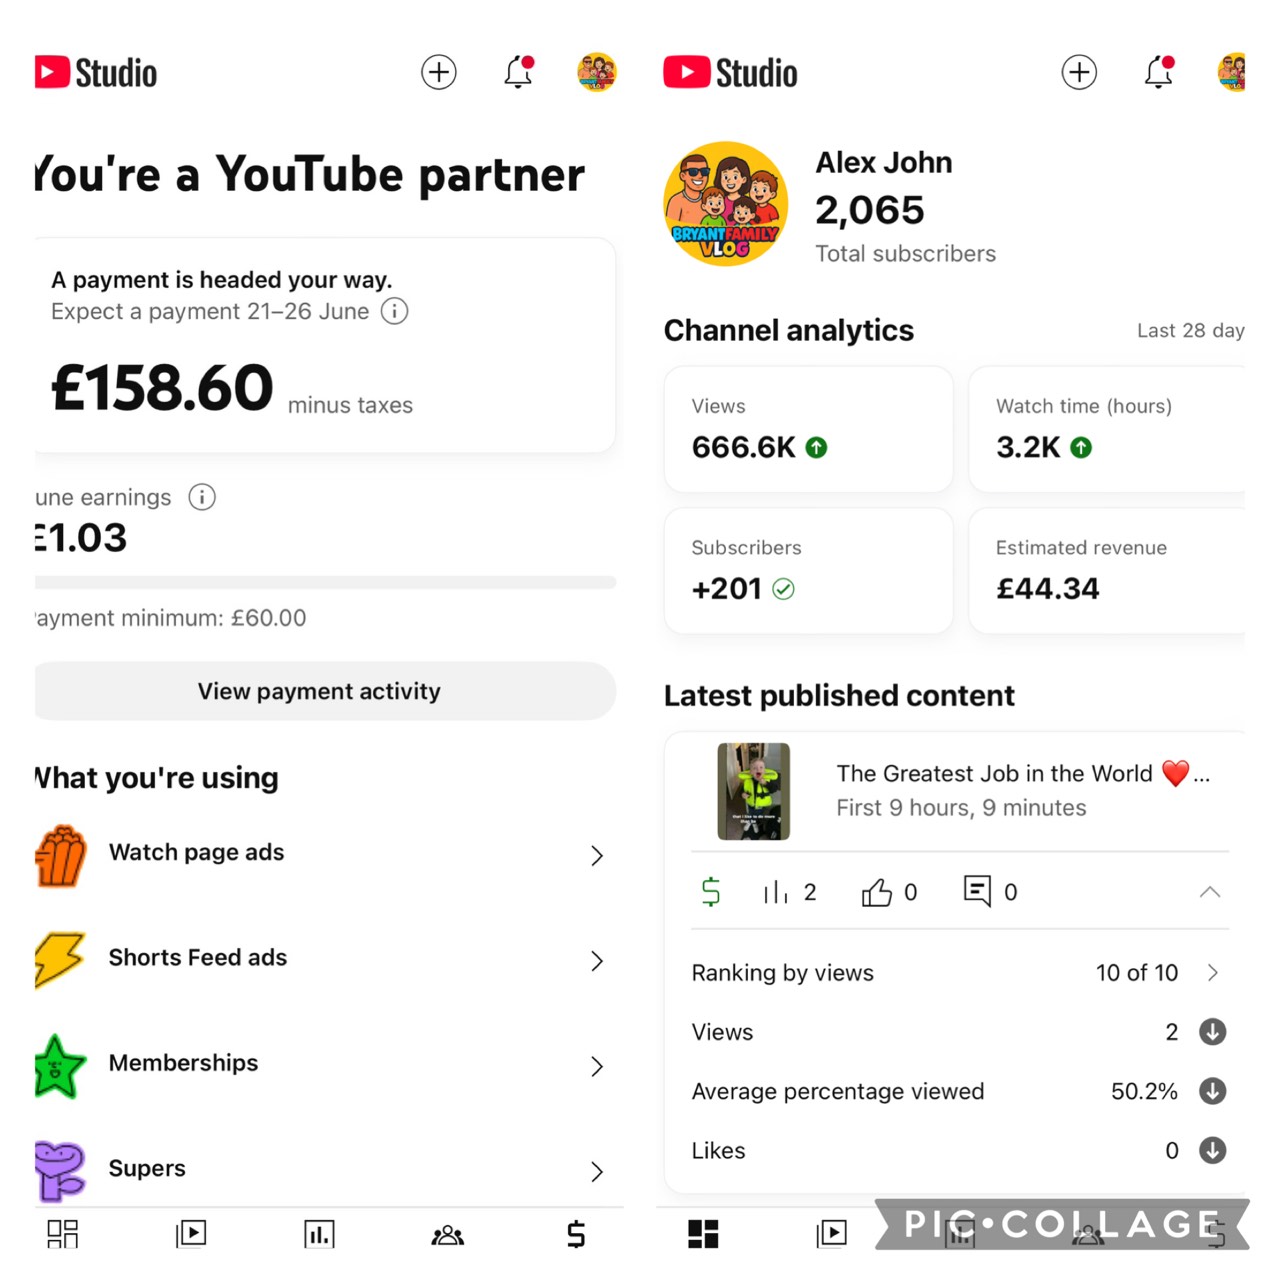 Studio
You're a YouTube partner
A payment is headed your way.
Expect a payment 21–26 June
£158.60 minus taxes
une earnings
£1.03
ayment minimum: £60.00
View payment activity
What you're using
Watch page ads
Shorts Feed ads
Memberships
Supers
Studio
BRYANT FAMILY
VLOG
Alex John
2,065
Total subscribers
Channel analytics
Last 28 day
Views
666.6K
Watch time (hours)
3.2K
Subscribers
+201
Estimated revenue
£44.34
Latest published content
The Greatest Job in the World ❤️...
First 9 hours, 9 minutes
2 0 0
Ranking by views 10 of 10
Views 2
Average percentage viewed 50.2%
Likes 0
PIC•COLLAGE